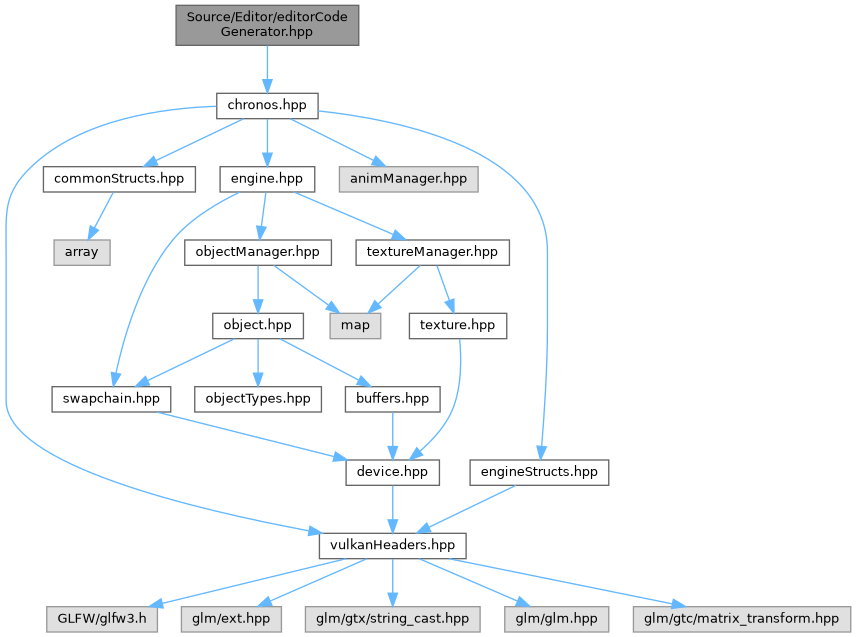 Source/Editor/editorCode
Generator.hpp
chronos.hpp
commonStructs.hpp
engine.hpp
animManager.hpp
array
objectManager.hpp
textureManager.hpp
object.hpp
map
texture.hpp
swapchain.hpp
objectTypes.hpp
buffers.hpp
device.hpp
engineStructs.hpp
vulkanHeaders.hpp
GLFW/glfw3.h
glm/ext.hpp
glm/gtx/string_cast.hpp
glm/glm.hpp
glm/gtc/matrix_transform.hpp